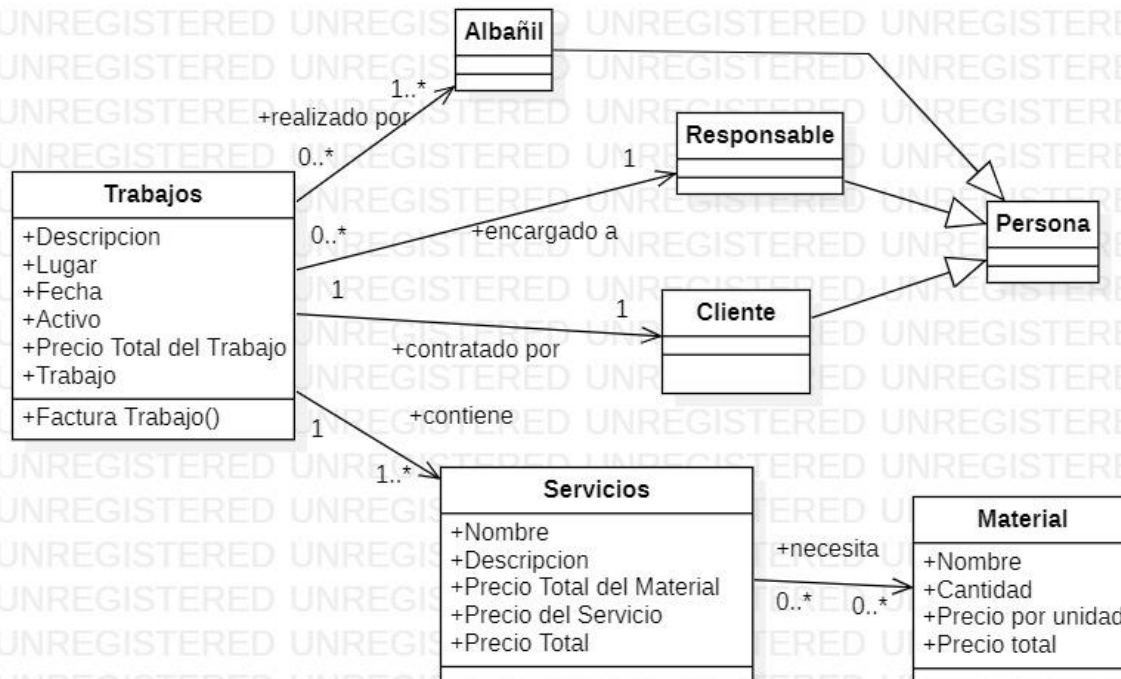 Albañil
1..*
+realizado por
0..*
Responsable
1
Trabajos
+Descripcion
+Lugar
+Fecha
+Activo
+Precio Total del Trabajo
+Trabajo
+Factura Trabajo()
0..*
+encargado a
Persona
1
1
Cliente
+contratado por
+contiene
1
1..*
Servicios
+Nombre
+Descripcion
+Precio Total del Material
+Precio del Servicio
+Precio Total
+necesita
0..*
0..*
Material
+Nombre
+Cantidad
+Precio por unidad
+Precio total
UNREGISTERED